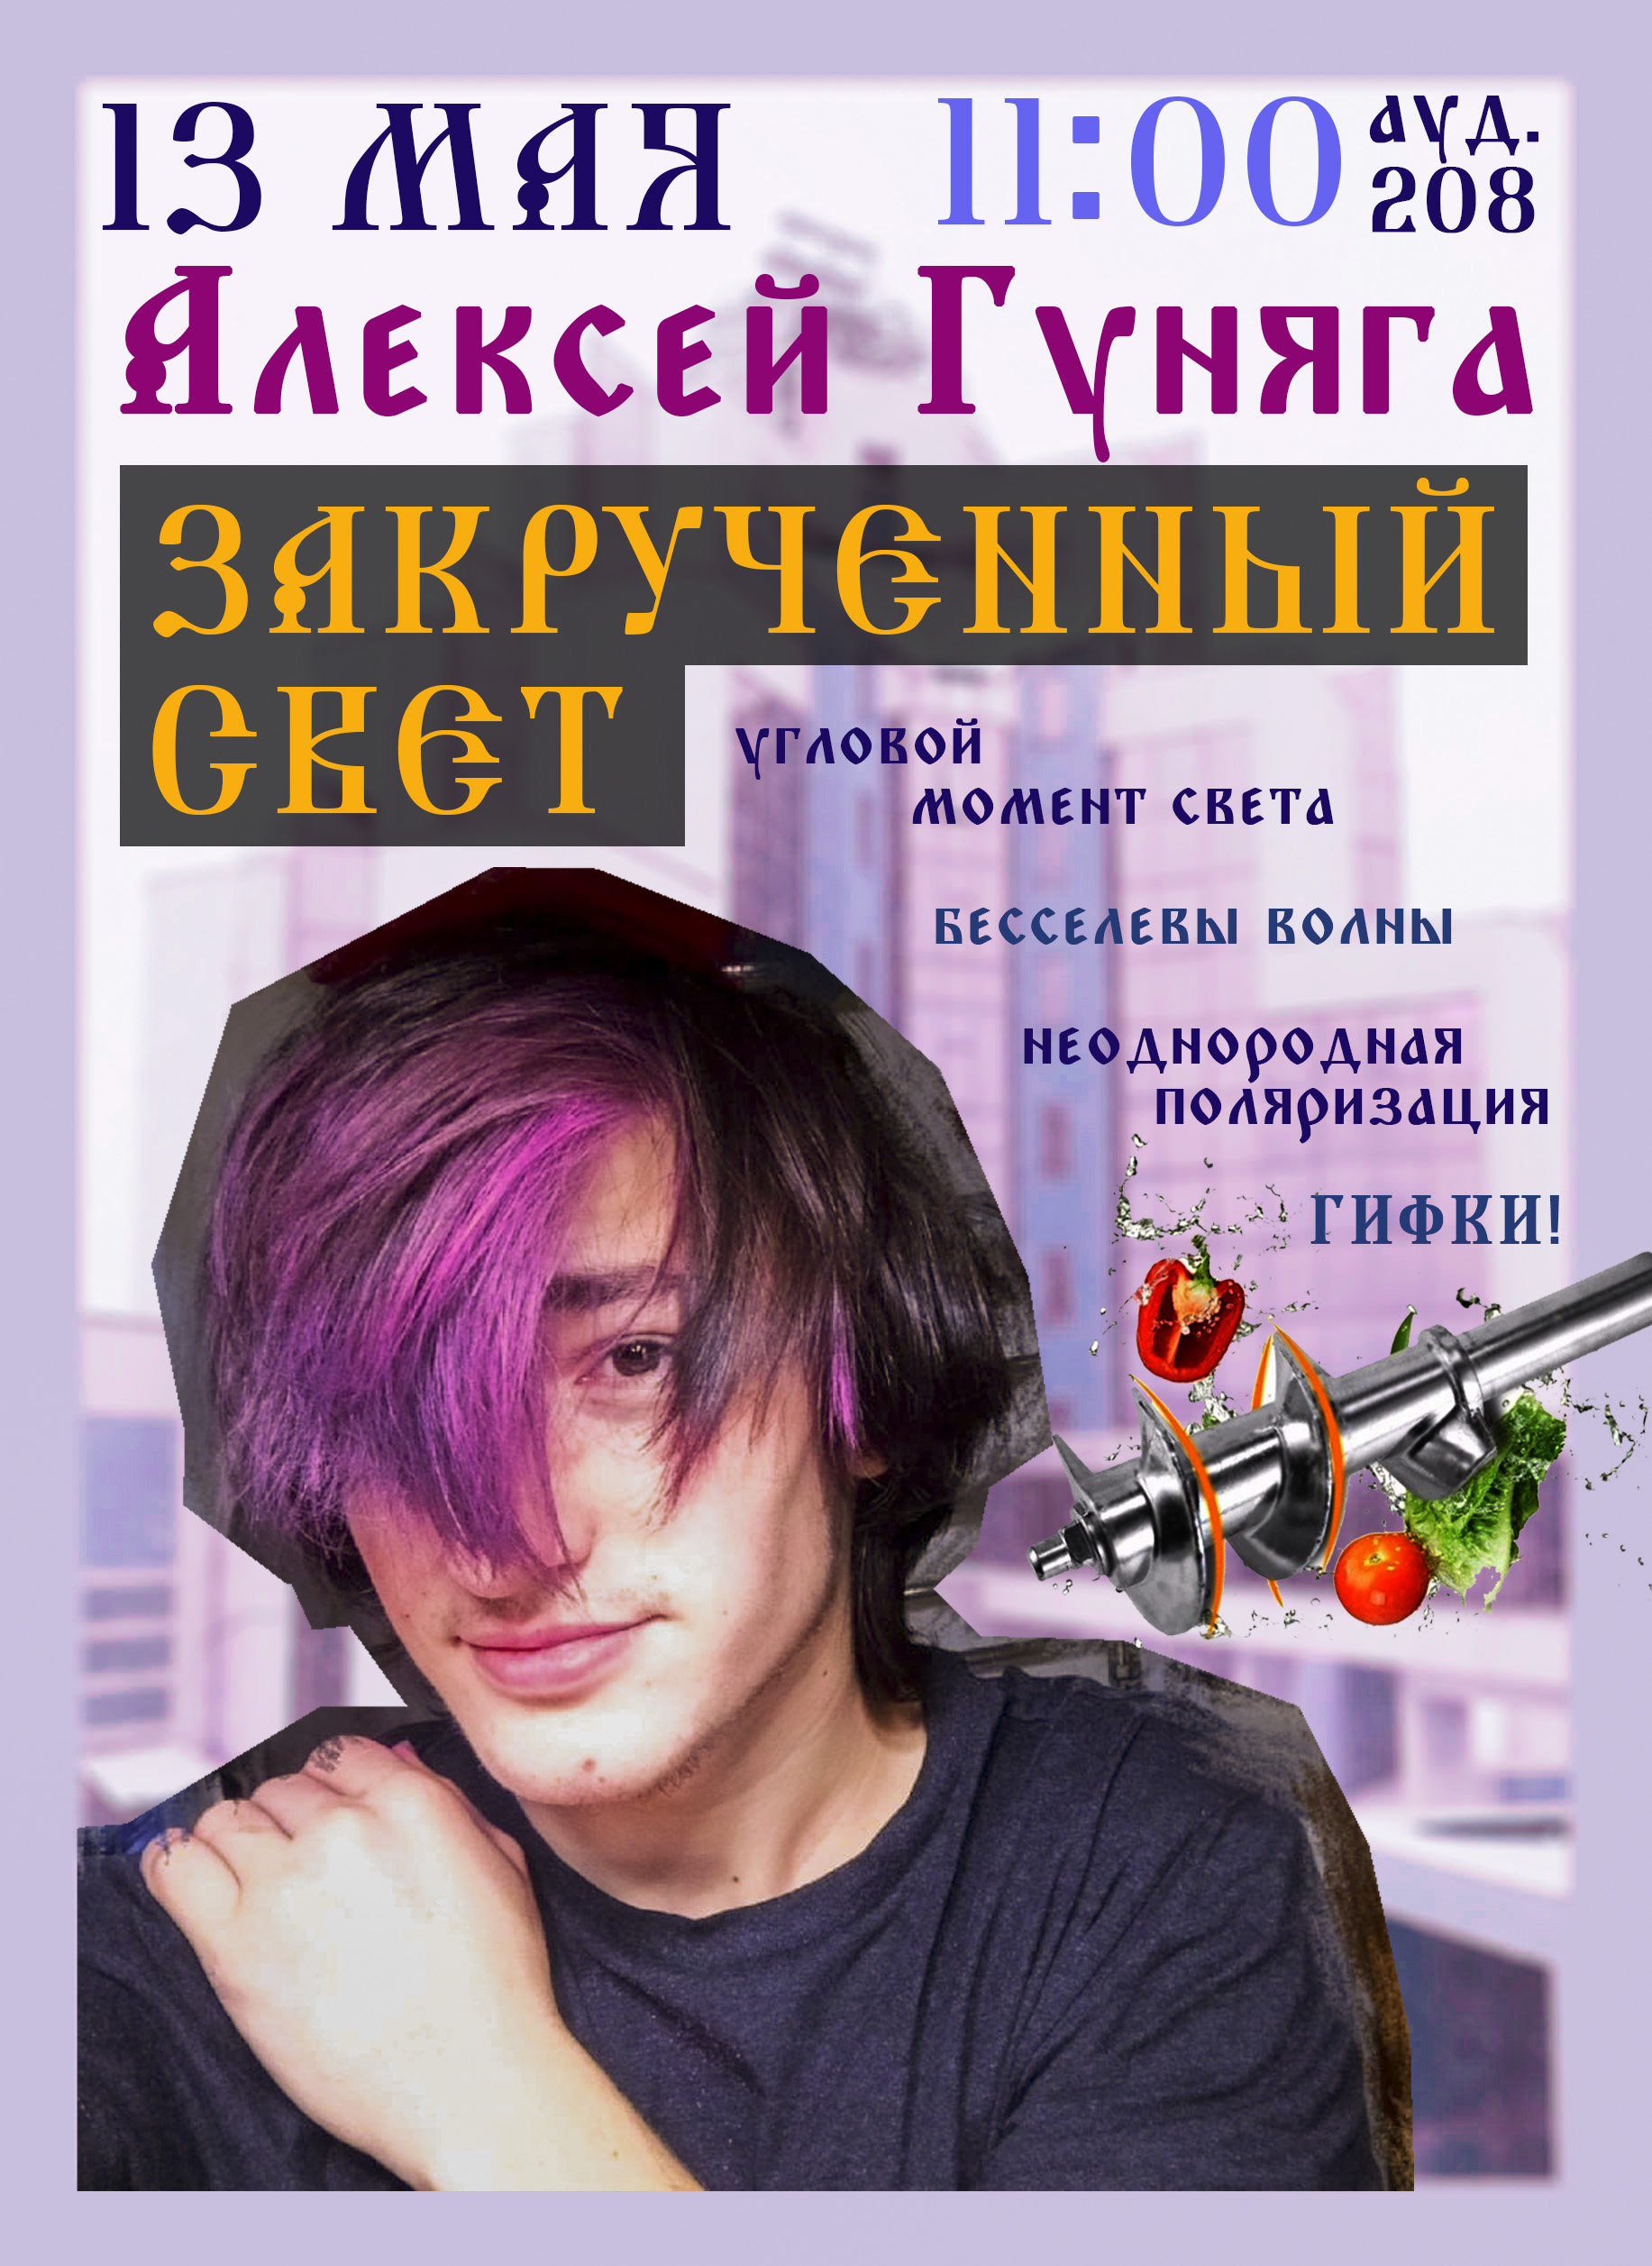 13 МАЯ 11:00 ауд. 208
Алексей Гуняга
ЗАКРУЧЕННЫЙ
СВЕТ
угловой
момент света
бесселевы волны
неоднородная
поляризация
ГИФКИ!